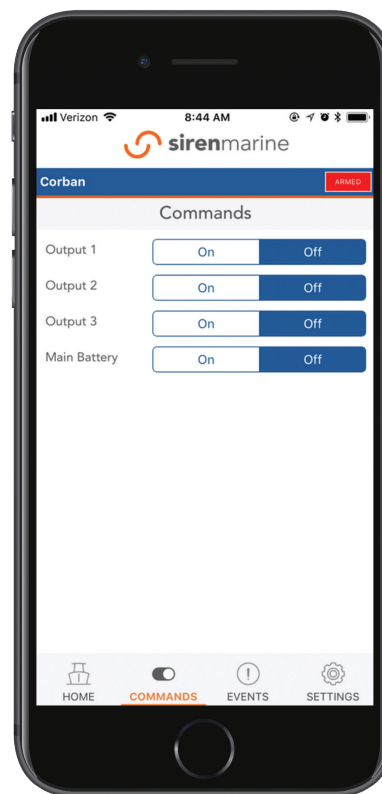 Verizon 8:44 AM
sirenmarine
Corban ARMED
Commands
Output 1 On Off
Output 2 On Off
Output 3 On Off
Main Battery On Off
HOME COMMANDS EVENTS SETTINGS